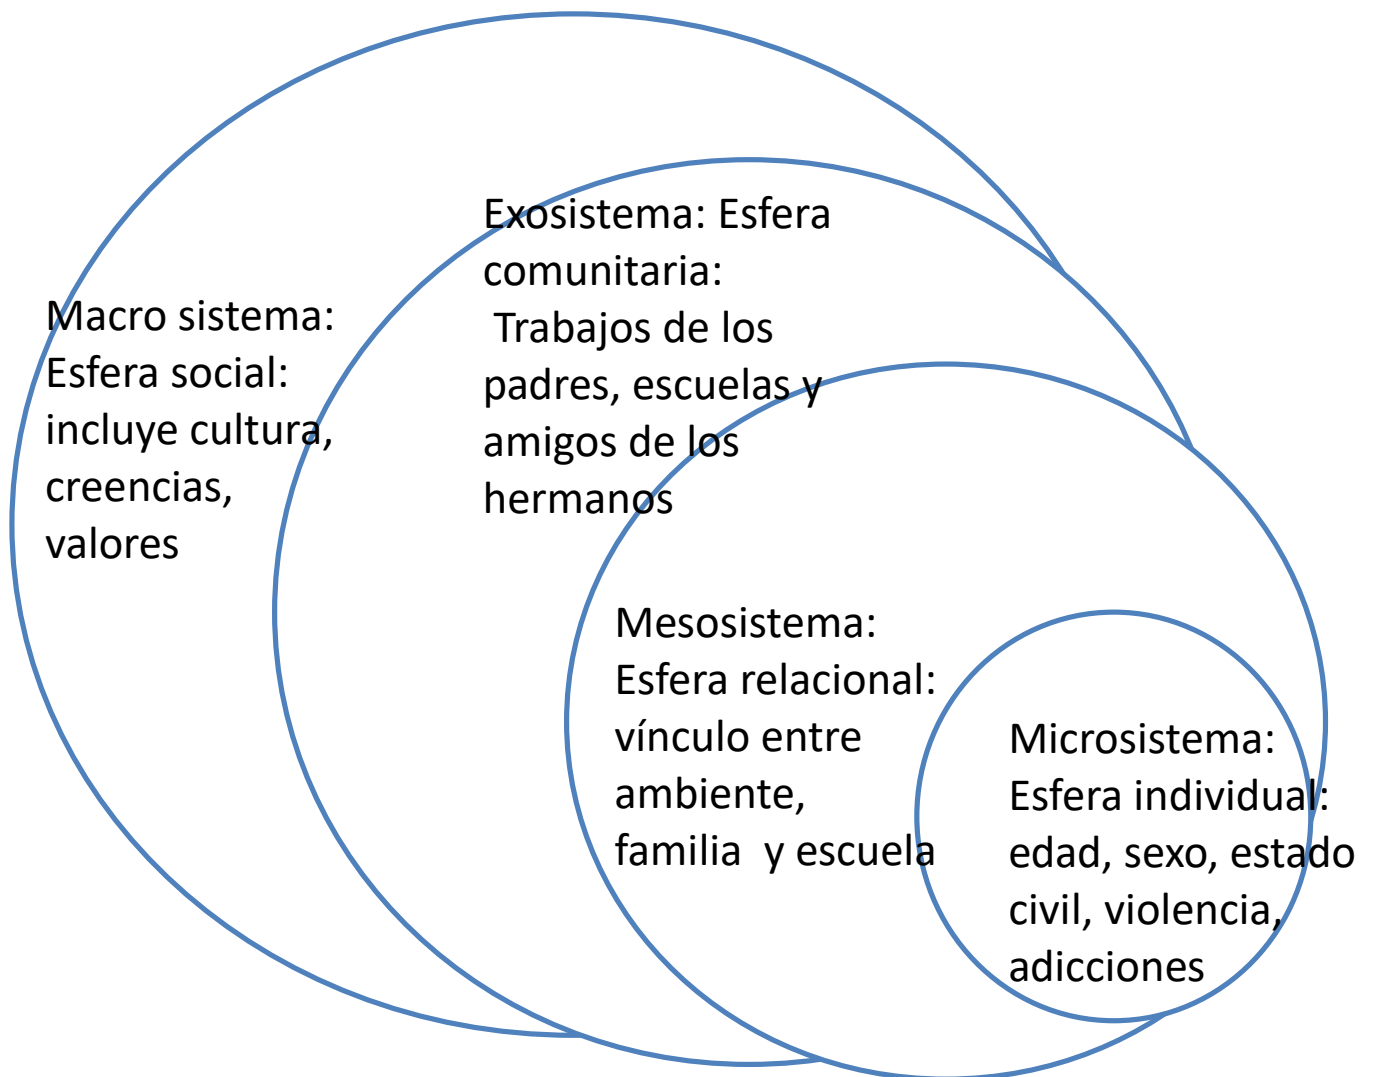 Macro sistema:
Esfera social:
incluye cultura,
creencias,
valores
Exosistema: Esfera
comunitaria:
Trabajos de los
padres, escuelas y
amigos de los
hermanos
Mesosistema:
Esfera relacional:
vínculo entre
ambiente,
familia  y escuela
Microsistema:
Esfera individual:
edad, sexo, estado
civil, violencia,
adicciones